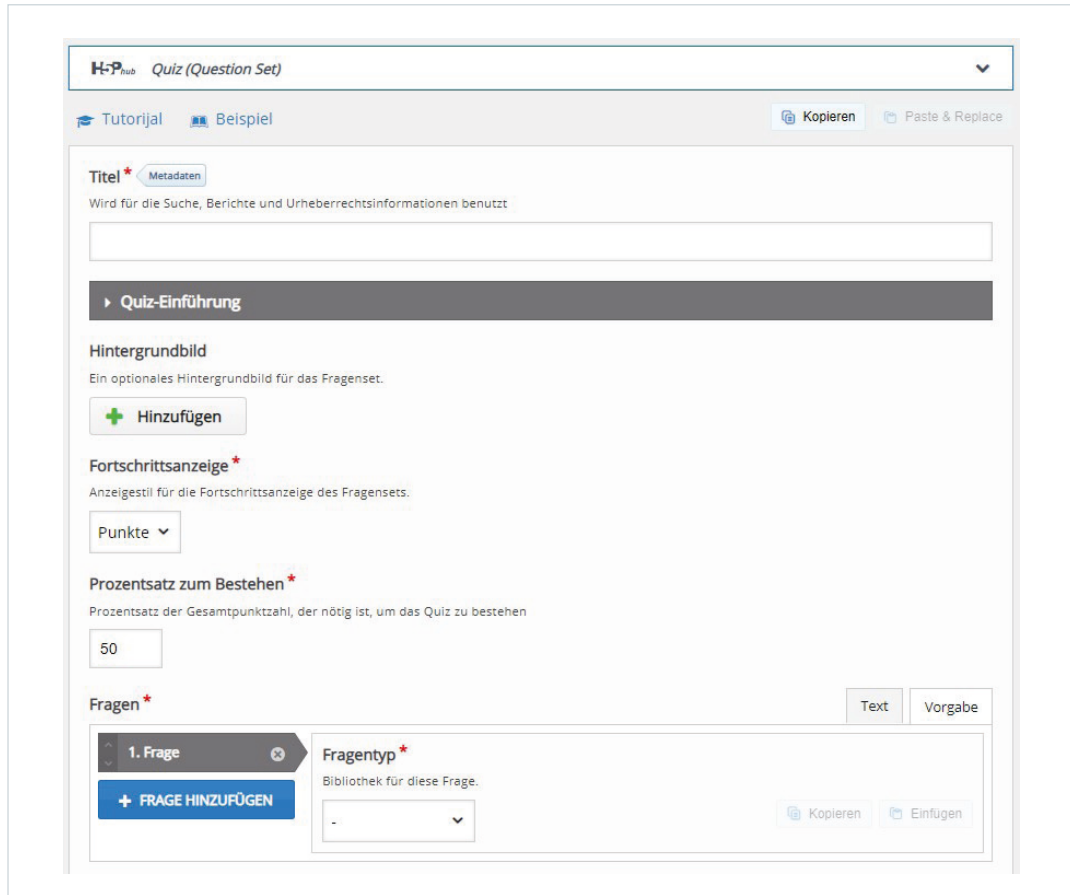 H5P hub Quiz (Question Set)
Tutorijal Beispiel Kopieren Paste & Replace
Titel * Metadaten
Wird für die Suche, Berichte und Urheberrechtsinformationen benutzt
Quiz-Einführung
Hintergrundbild
Ein optionales Hintergrundbild für das Fragenset.
Hinzufügen
Fortschrittsanzeige *
Anzeigestil für die Fortschrittsanzeige des Fragensets.
Punkte
Prozentsatz zum Bestehen *
Prozentsatz der Gesamtpunktzahl, der nötig ist, um das Quiz zu bestehen
50
Fragen * Text Vorgabe
1. Frage
+ FRAGE HINZUFÜGEN
Fragentyp *
Bibliothek für diese Frage.
- Kopieren Einfügen